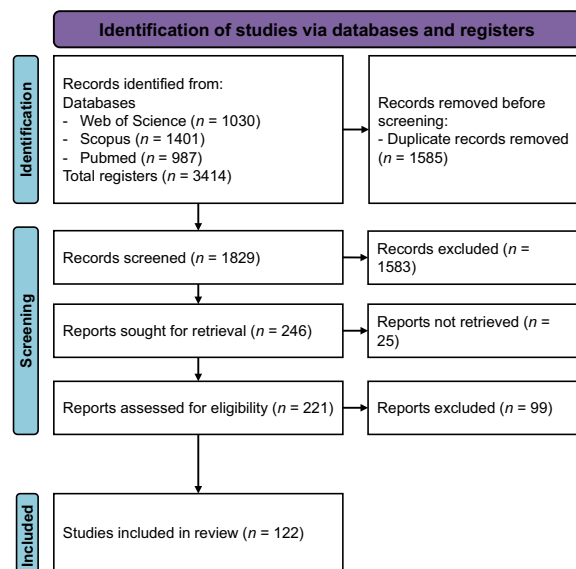 Identification of studies via databases and registers
Identification
Records identified from:
Databases
- Web of Science (n = 1030)
- Scopus (n = 1401)
- Pubmed (n = 987)
Total registers (n = 3414)
Records removed before
screening:
- Duplicate records removed
(n = 1585)
Screening
Records screened (n = 1829)
Records excluded (n =
1583)
Reports sought for retrieval (n = 246)
Reports not retrieved (n =
25)
Reports assessed for eligibility (n = 221)
Reports excluded (n = 99)
Included
Studies included in review (n = 122)